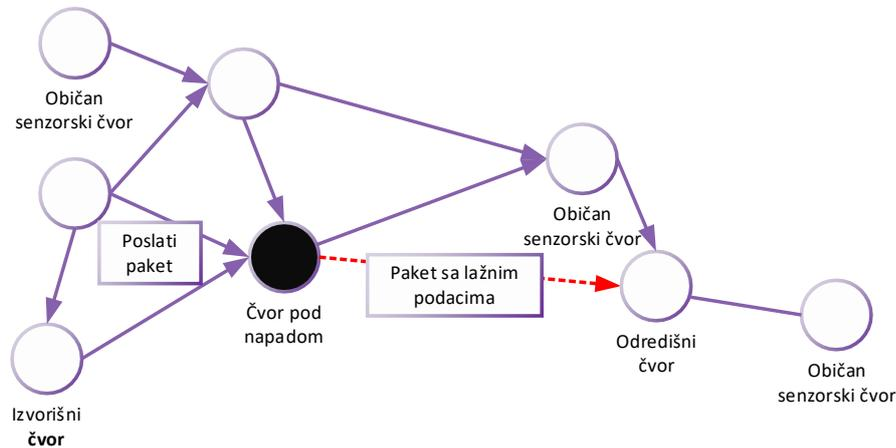 Običan
senzorski čvor
Poslati
paket
Izvorišni
čvor
Čvor pod
napadom
Paket sa lažnim
podacima
Običan
senzorski čvor
Odredišni
čvor
Običan
senzorski čvor